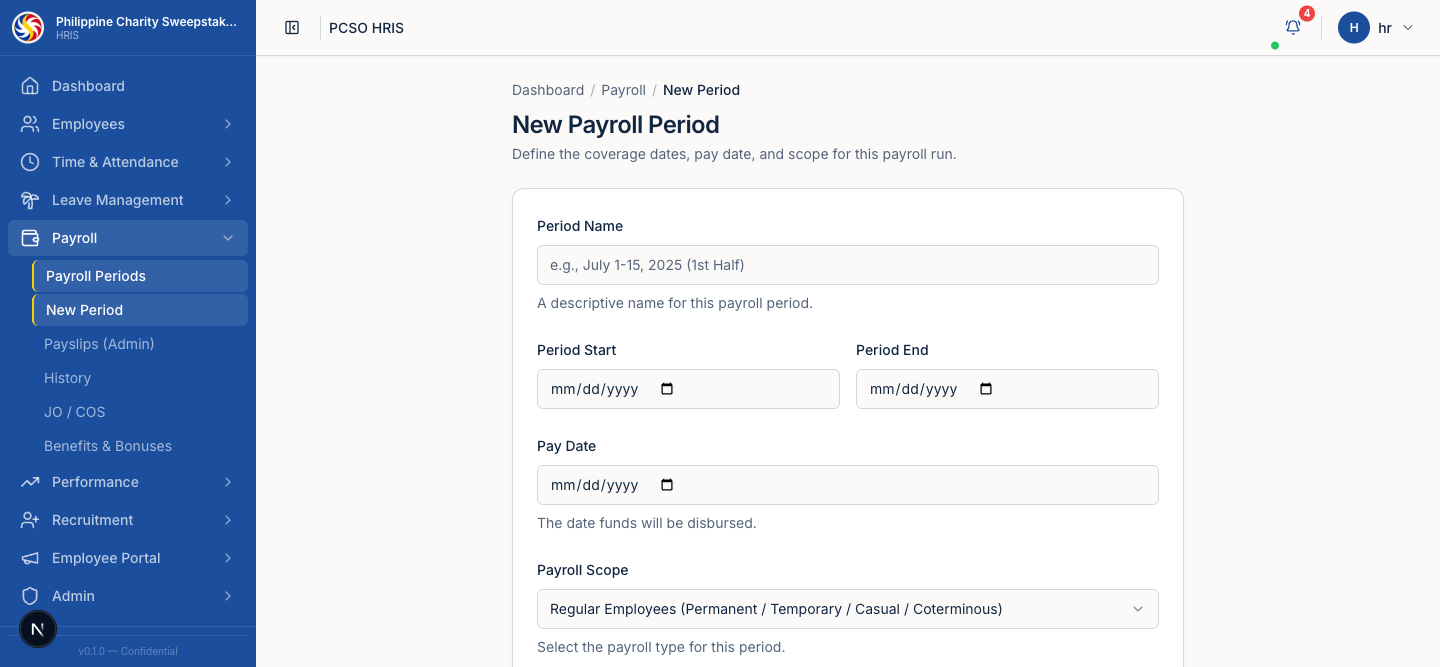 Philippine Charity Sweepstak...
HRIS
Dashboard
Employees
Time & Attendance
Leave Management
Payroll
Payroll Periods
New Period
Payslips (Admin)
History
JO / COS
Benefits & Bonuses
Performance
Recruitment
Employee Portal
Admin
N
v0.1.0 — Confidential
PCSO HRIS
4
H
hr
Dashboard / Payroll / New Period
New Payroll Period
Define the coverage dates, pay date, and scope for this payroll run.
Period Name
e.g., July 1-15, 2025 (1st Half)
A descriptive name for this payroll period.
Period Start
Period End
mm/dd/yyyy
mm/dd/yyyy
Pay Date
mm/dd/yyyy
The date funds will be disbursed.
Payroll Scope
Regular Employees (Permanent / Temporary / Casual / Coterminous)
Select the payroll type for this period.